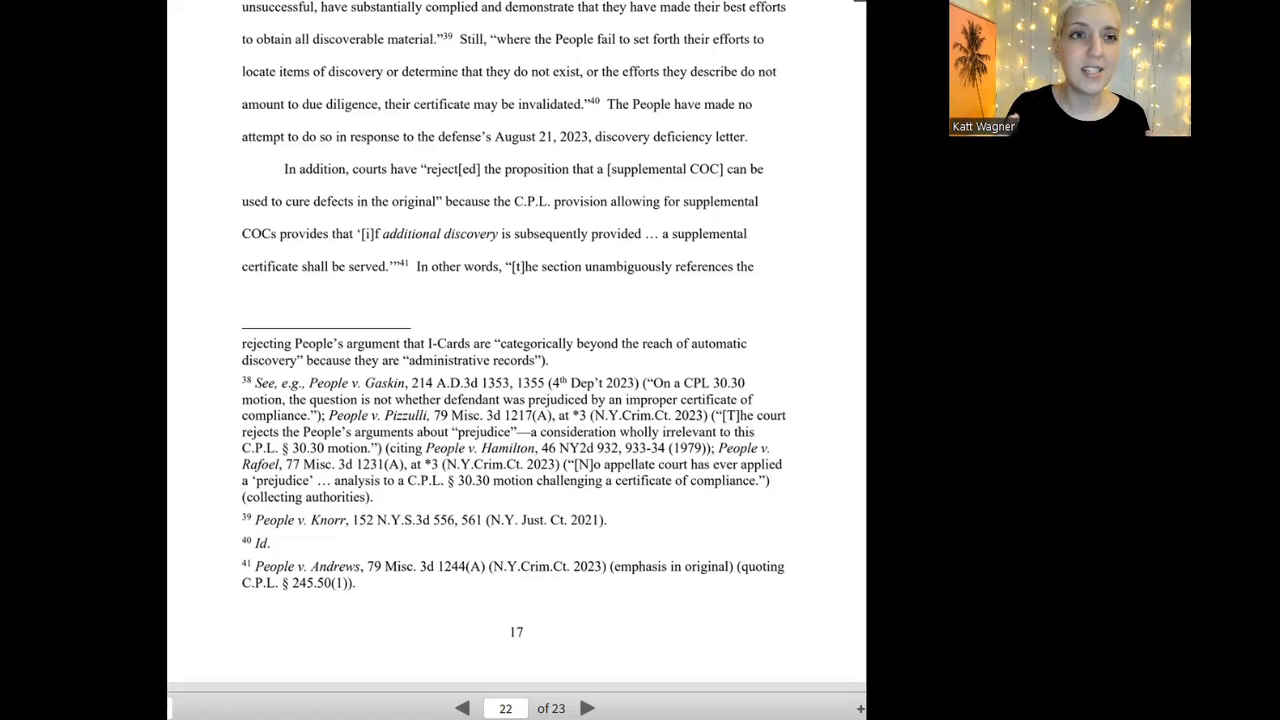 unsuccessful, have substantially complied and demonstrate that they have made their best efforts
to obtain all discoverable material.”39 Still, “where the People fail to set forth their efforts to
locate items of discovery or determine that they do not exist, or the efforts they describe do not
amount to due diligence, their certificate may be invalidated.”40 The People have made no
attempt to do so in response to the defense’s August 21, 2023, discovery deficiency letter.
In addition, courts have “reject[ed] the proposition that a [supplemental COC] can be
used to cure defects in the original” because the C.P.L. provision allowing for supplemental
COCs provides that ‘[i]f additional discovery is subsequently provided … a supplemental
certificate shall be served.’”41 In other words, “[t]he section unambiguously references the
rejecting People’s argument that I-Cards are “categorically beyond the reach of automatic
discovery” because they are “administrative records”).
38 See, e.g., People v. Gaskin, 214 A.D.3d 1353, 1355 (4th Dep’t 2023) (“On a CPL 30.30
motion, the question is not whether defendant was prejudiced by an improper certificate of
compliance.”); People v. Pizzulli, 79 Misc. 3d 1217(A), at *3 (N.Y.Crim.Ct. 2023) (“[T]he court
rejects the People’s arguments about “prejudice”—a consideration wholly irrelevant to this
C.P.L. § 30.30 motion.”) (citing People v. Hamilton, 46 NY2d 932, 933-34 (1979)); People v.
Rafoel, 77 Misc. 3d 1231(A), at *3 (N.Y.Crim.Ct. 2023) (“[N]o appellate court has ever applied
a ‘prejudice’ … analysis to a C.P.L. § 30.30 motion challenging a certificate of compliance.”)
(collecting authorities).
39 People v. Knorr, 152 N.Y.S.3d 556, 561 (N.Y. Just. Ct. 2021).
40 Id.
41 People v. Andrews, 79 Misc. 3d 1244(A) (N.Y.Crim.Ct. 2023) (emphasis in original) (quoting
C.P.L. § 245.50(1)).
17
22 of 23
Katt Wagner